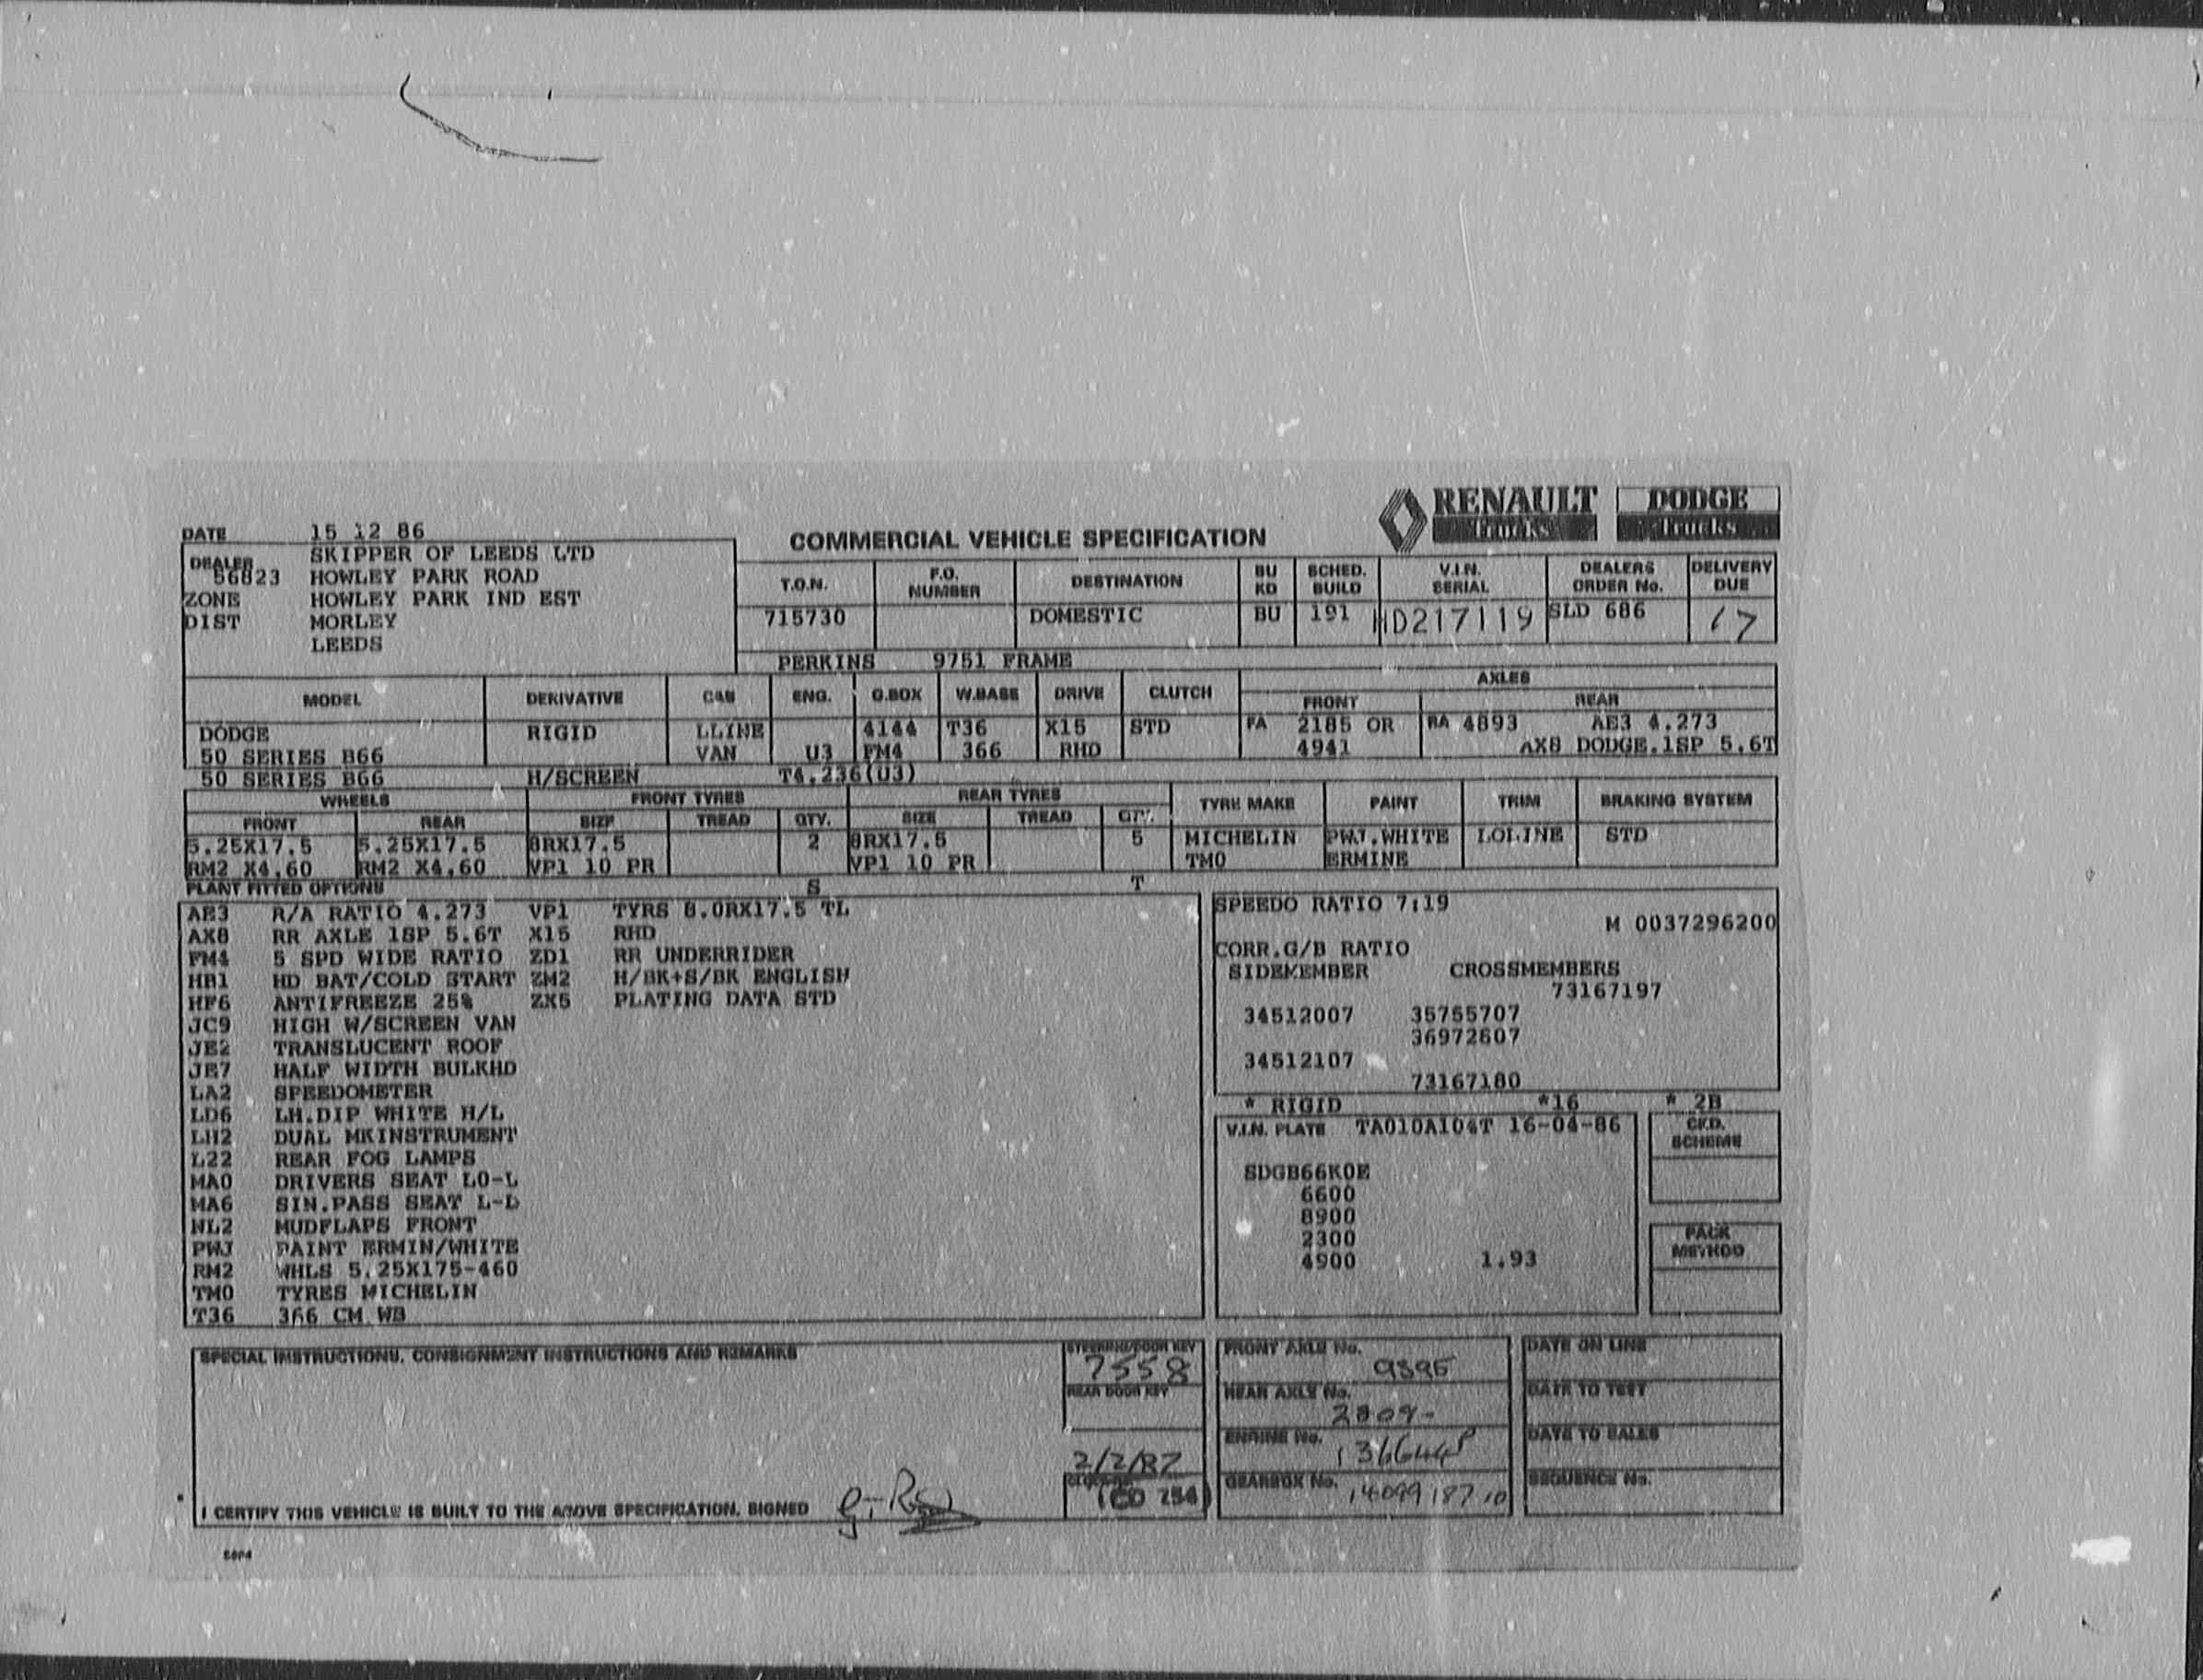 RENAULT Trucks DODGE Trucks
DATE 15 12 86
COMMERCIAL VEHICLE SPECIFICATION
DEALER 56823
SKIPPER OF LEEDS LTD
HOWLEY PARK ROAD
ZONE HOWLEY PARK IND EST
DIST MORLEY
LEEDS
T.O.N. F.O. NUMBER DESTINATION BU KD SCHED. BUILD V.I.N. SERIAL DEALERS ORDER No. DELIVERY DUE
715730 DOMESTIC BU 191 HD217119 SLD 686 17
PERKINS 9751 FRAME
MODEL DERIVATIVE CAB ENG. G.BOX W.BASE DRIVE CLUTCH AXLES
FRONT REAR
DODGE RIGID LLINE 4144 T36 X15 STD FA 2185 OR RA 4893 AE3 4.273
50 SERIES B66 VAN U3 FM4 366 RHD 4941 AX8 DODGE.1SP 5.6T
50 SERIES B66 H/SCREEN T4.236(U3)
WHEELS FRONT TYRES REAR TYRES TYRE MAKE PAINT TRIM BRAKING SYSTEM
FRONT REAR SIZE TREAD QTY. SIZE TREAD QTY.
5.25X17.5 5.25X17.5 8RX17.5 2 8RX17.5 5 MICHELIN PWJ.WHITE LOLINE STD
RM2 X4,60 RM2 X4,60 VP1 10 PR VP1 10 PR TMO ERMINE
PLANT FITTED OPTIONS S T
AE3 R/A RATIO 4.273 VP1 TYRS 8.0RX17.5 TL
AX8 RR AXLE 1SP 5.6T X15 RHD
FM4 5 SPD WIDE RATIO ZD1 RR UNDERRIDER
HB1 HD BAT/COLD START ZM2 H/BK+S/BK ENGLISH
HF6 ANTIFREEZE 25% ZX5 PLATING DATA STD
JC9 HIGH W/SCREEN VAN
JE2 TRANSLUCENT ROOF
JE7 HALF WIDTH BULKHD
LA2 SPEEDOMETER
LD6 LH.DIP WHITE H/L
LH2 DUAL MKINSTRUMENT
L22 REAR FOG LAMPS
MA0 DRIVERS SEAT LO-L
MA6 SIN.PASS SEAT L-L
NL2 MUDFLAPS FRONT
PWJ PAINT ERMIN/WHITE
RM2 WHLS 5.25X175-460
TM0 TYRES MICHELIN
T36 366 CM WB
SPEEDO RATIO 7:19
M 0037296200
CORR.G/B RATIO
SIDEMEMBER CROSSMEMBERS
73167197
34512007 35755707
36972607
34512107
73167180
* RIGID *16 * 2B
V.I.N. PLATE TA010A104T 16-04-86
CKD. SCHEME
SDGB66K0E
6600
8900
2300
4900 1.93
PACK METHOD
SPECIAL INSTRUCTIONS, CONSIGNMENT INSTRUCTIONS AND REMARKS
STEERING/DOOR KEY
7558
REAR DOOR KEY
2/2/87
254
FRONT AXLE No.
9395
REAR AXLE No.
2809-
ENGINE No.
GEARBOX No.
DATE ON LINE
DATE TO TEST
DATE TO SALES
SEQUENCE No.
I CERTIFY THIS VEHICLE IS BUILT TO THE ABOVE SPECIFICATION. SIGNED